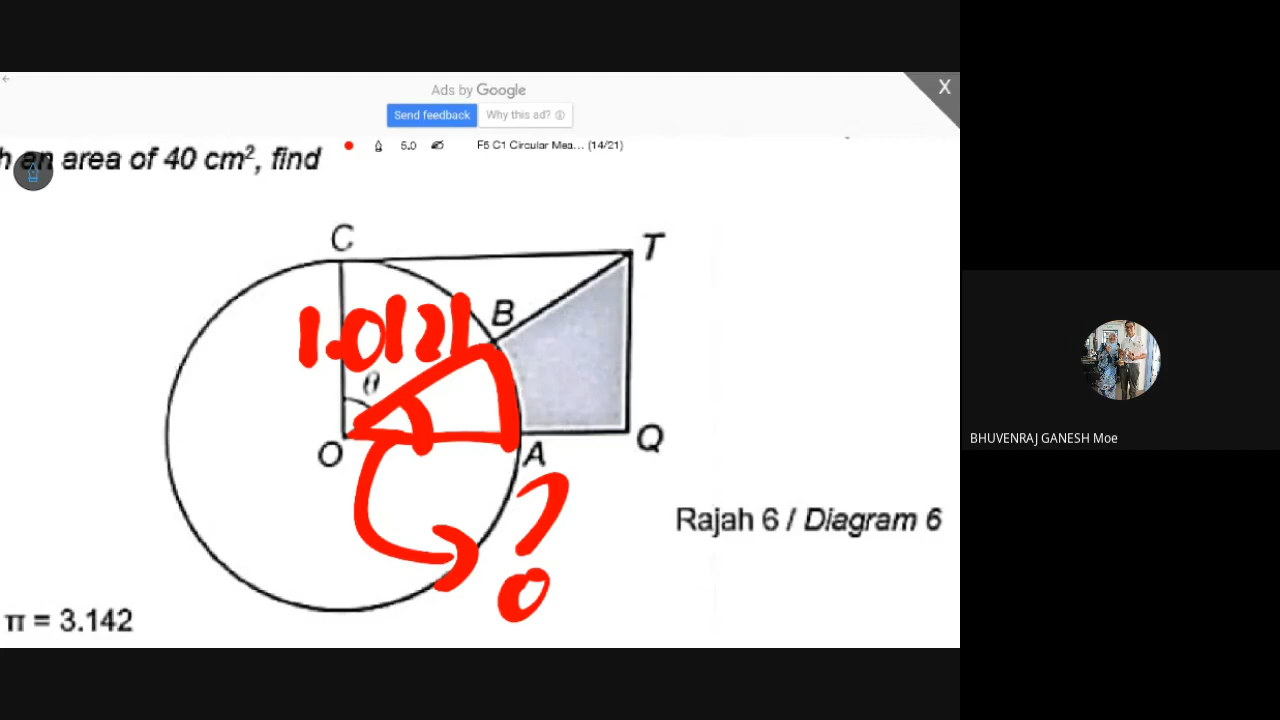 Ads by Google
Send feedback
Why this ad?
X
5.0
F5 C1 Circular Mea... (14/21)
h an area of 40 cm², find
C
T
1.0121
B
θ
O
A
Q
?
Rajah 6 / Diagram 6
π = 3.142
BHUVENRAJ GANESH Moe